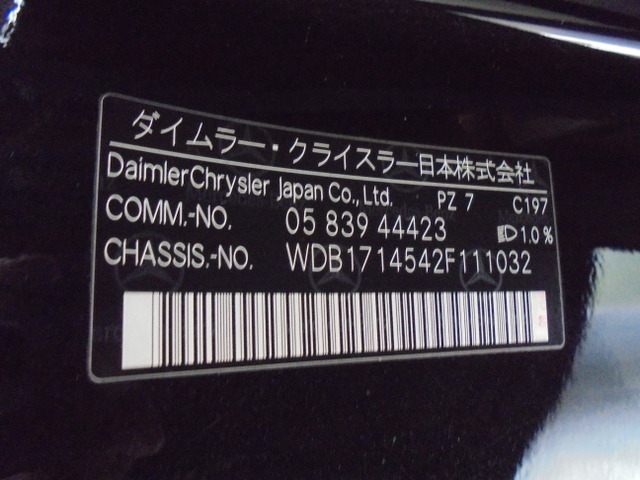 ダイムラー・クライスラー日本株式会社
DaimlerChrysler Japan Co., Ltd. PZ 7 C197
COMM.-NO. 05 839 44423 1.0%
CHASSIS.-NO. WDB1714542F111032